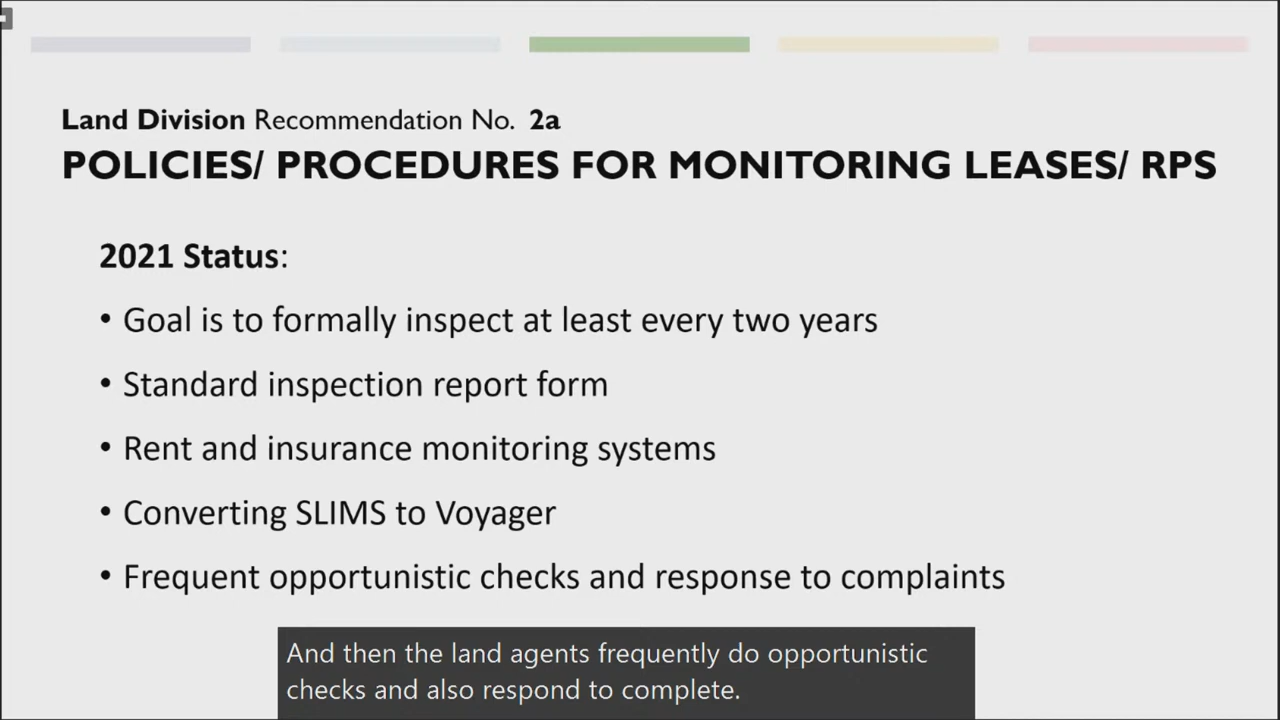 Land Division Recommendation No. 2a
POLICIES/ PROCEDURES FOR MONITORING LEASES/ RPS
2021 Status:
• Goal is to formally inspect at least every two years
• Standard inspection report form
• Rent and insurance monitoring systems
• Converting SLIMS to Voyager
• Frequent opportunistic checks and response to complaints
And then the land agents frequently do opportunistic
checks and also respond to complete.